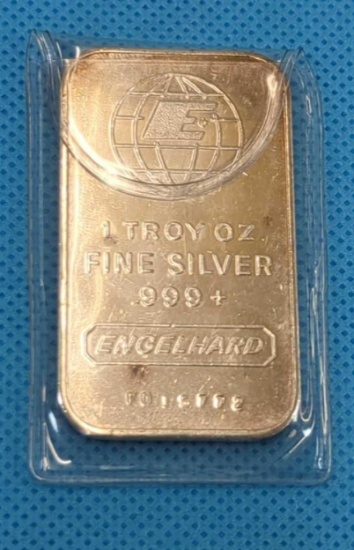 E
1 TROY OZ
FINE SILVER
.999+
ENGELHARD